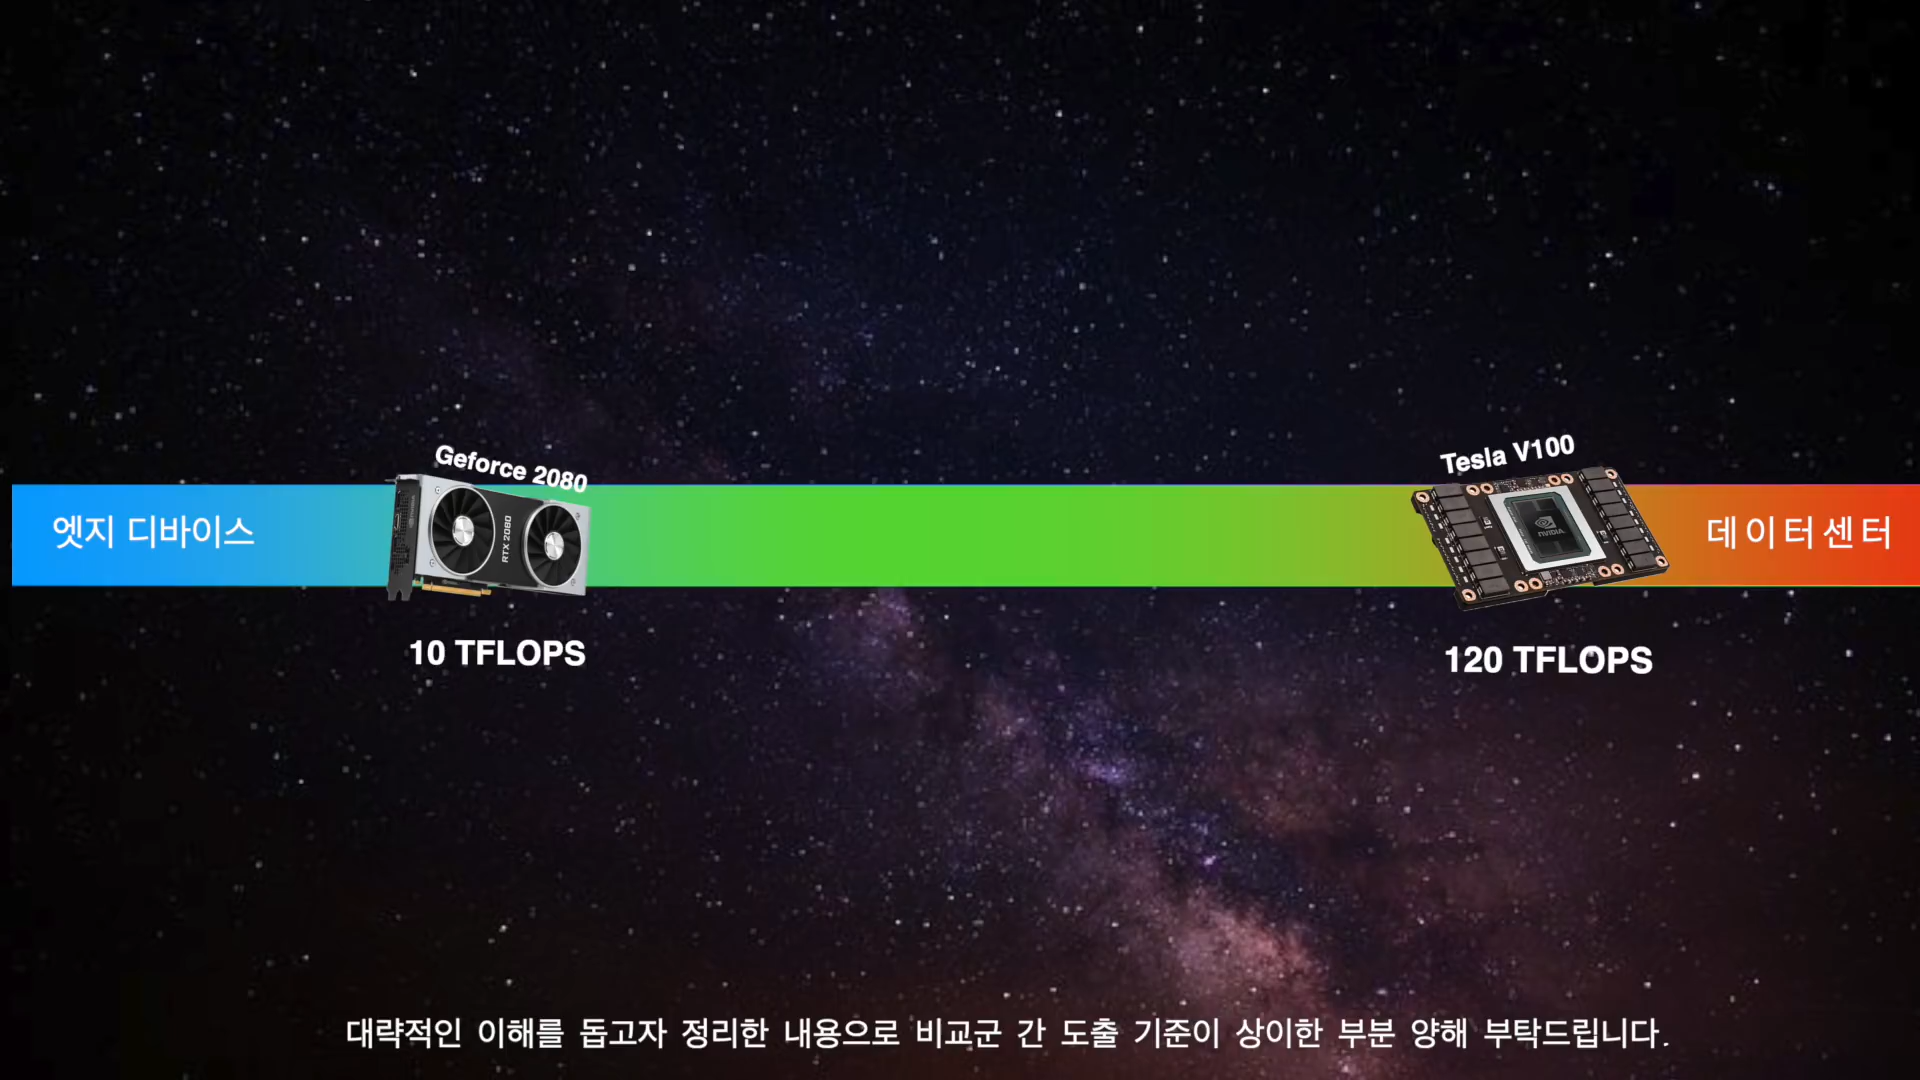 Geforce 2080
Tesla V100
엣지 디바이스
RTX 2080
NVIDIA.
데이터센터
10 TFLOPS
120 TFLOPS
대략적인 이해를 돕고자 정리한 내용으로 비교군 간 도출 기준이 상이한 부분 양해 부탁드립니다.